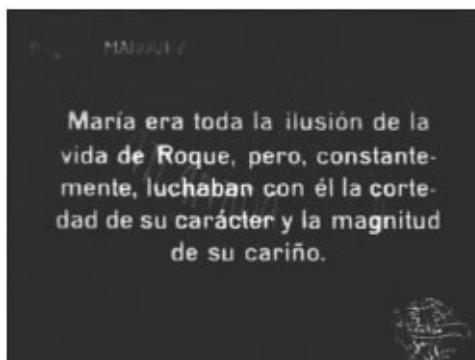 María era toda la ilusión de la
vida de Roque, pero, constante-
mente, luchaban con él la corte-
dad de su carácter y la magnitud
de su cariño.